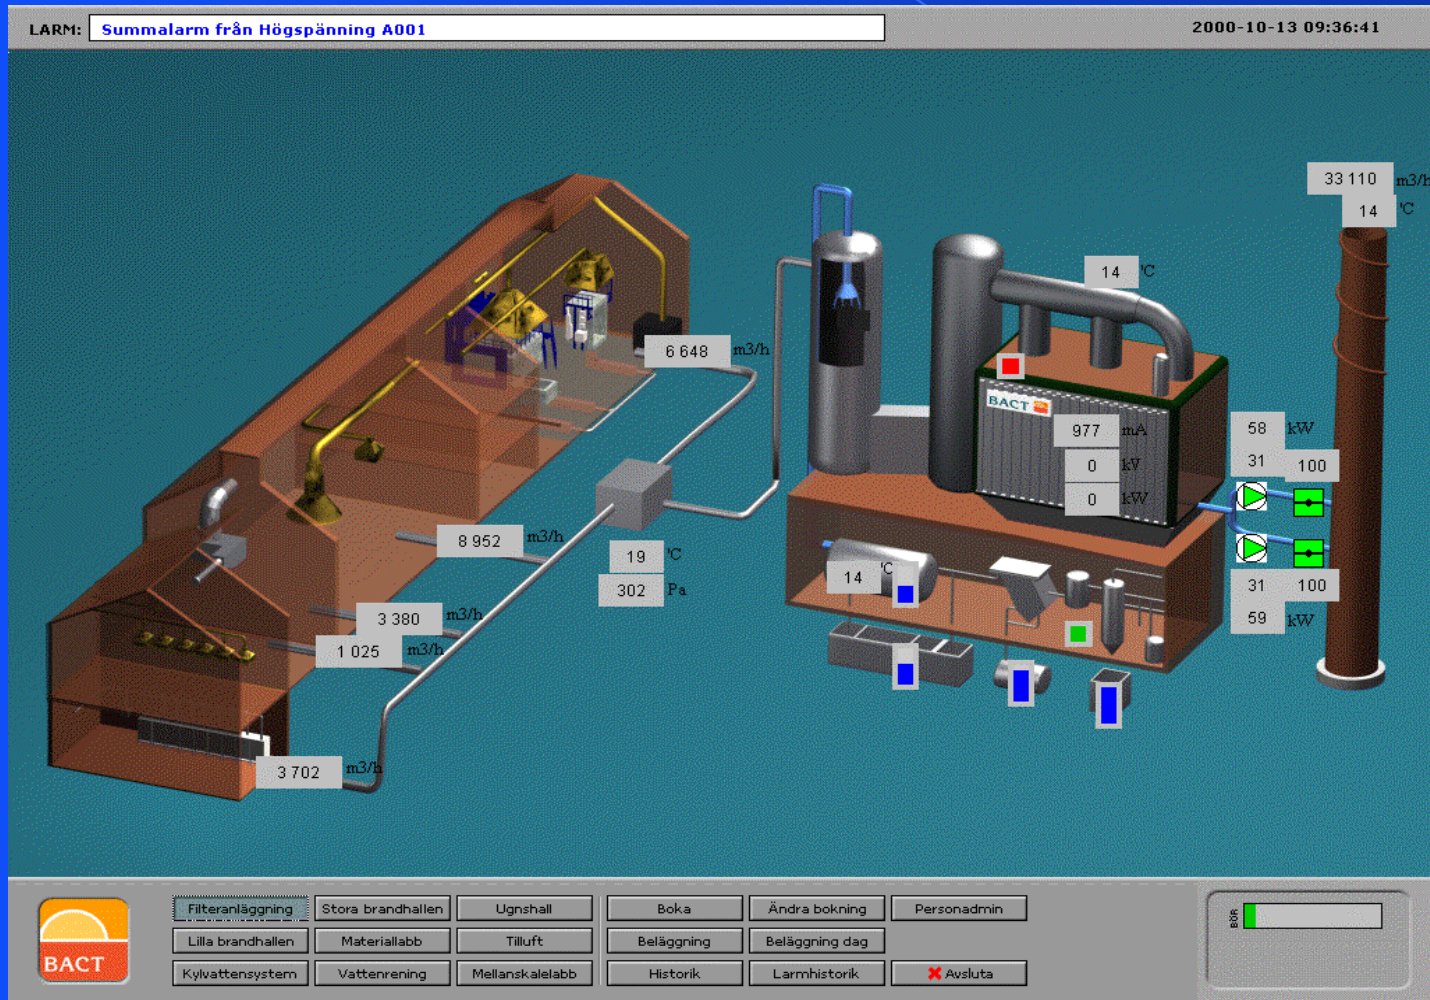 LARM: Summalarm från Högspänning A001 2000-10-13 09:36:41
33 110 m3/h
14 'C
14 'C
6 648 m3/h
BACT
977 mA
0 kV
0 kW
58 kW
31 100
8 952 m3/h
19 'C
302 Pa
14 'C
31 100
59 kW
3 380 m3/h
1 025 m3/h
3 702 m3/h
Filteranläggning Stora brandhallen Ugnshall Boka Ändra bokning Personadmin
Lilla brandhallen Materiallabb Tilluft Beläggning Beläggning dag
Kylvattensystem Vattenrening Mellanskalelabb Historik Larmhistorik Avsluta
BACT
BÖR